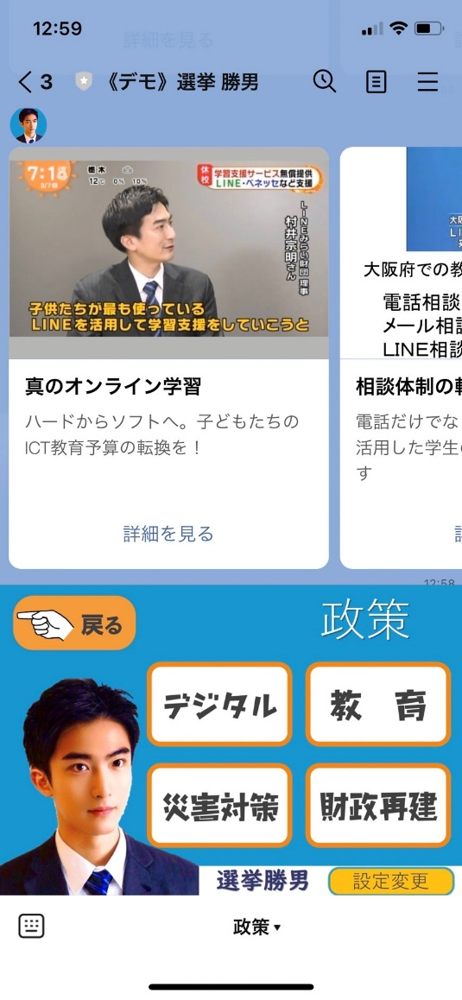 12:59
詳細を見る
3
《デモ》選挙 勝男
7:18
3/7
栃木
12℃ 0% 10%
休校
学習支援サービス無償提供
LINE・ベネッセなど支援
LINEみらい財団 理事
村井宗明さん
子供たちが最も使っている
LINEを活用して学習支援をしていこうと
真のオンライン学習
ハードからソフトへ。子どもたちの
ICT教育予算の転換を！
詳細を見る
大阪府での教
電話相談
メール相談
LINE相談
相談体制の転
電話だけでな
活用した学生の
す
12:58
戻る
政策
デジタル
教 育
災害対策
財政再建
選挙勝男
設定変更
政策▼